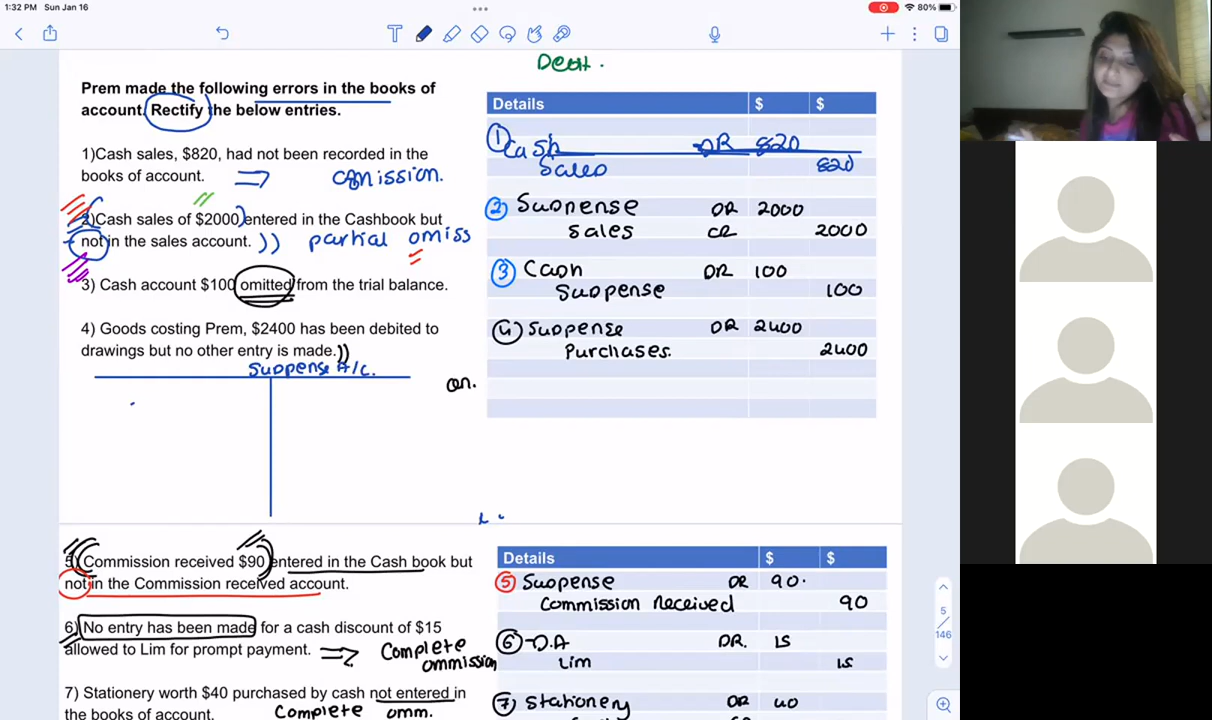 1:32 PM Sun Jan 16
80%
Debt.
Prem made the following errors in the books of
account. Rectify the below entries.
1)Cash sales, $820, had not been recorded in the
books of account. ommission.
2)Cash sales of $2000 entered in the Cashbook but
not in the sales account. )) partial omiss
3) Cash account $100 omitted from the trial balance.
4) Goods costing Prem, $2400 has been debited to
drawings but no other entry is made.))
Suspense A/C.
on.
Details $ $
1 Cash DR 820
Sales 820
2 Suspense DR 2000
Sales CR 2000
3 Cash DR 100
Suspense 100
4 Suspense DR 2400
Purchases. 2400
5) Commission received $90 entered in the Cash book but
not in the Commission received account.
6) No entry has been made for a cash discount of $15
allowed to Lim for prompt payment. Complete
ommission
7) Stationery worth $40 purchased by cash not entered in
the books of account. Complete omm.
Details $ $
5 Suspense DR 90.
Commission Received 90
6 D.A DR. 15
Lim 15
7 Stationery DR 40
5
146